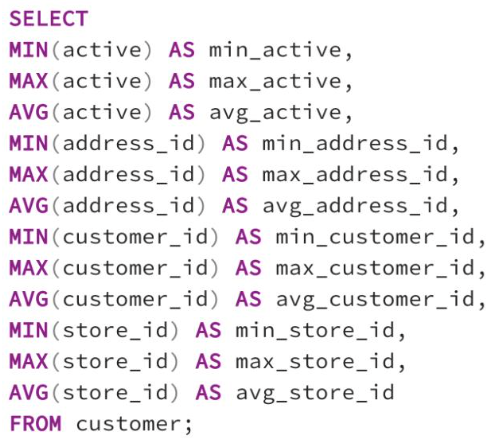 SELECT
MIN(active) AS min_active,
MAX(active) AS max_active,
AVG(active) AS avg_active,
MIN(address_id) AS min_address_id,
MAX(address_id) AS max_address_id,
AVG(address_id) AS avg_address_id,
MIN(customer_id) AS min_customer_id,
MAX(customer_id) AS max_customer_id,
AVG(customer_id) AS avg_customer_id,
MIN(store_id) AS min_store_id,
MAX(store_id) AS max_store_id,
AVG(store_id) AS avg_store_id
FROM customer;